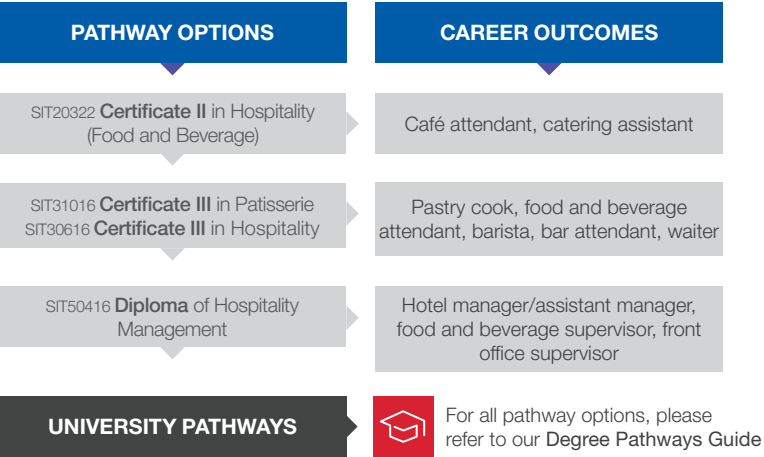 PATHWAY OPTIONS
CAREER OUTCOMES
SIT20322 Certificate II in Hospitality
(Food and Beverage)
Café attendant, catering assistant
SIT31016 Certificate III in Patisserie
SIT30616 Certificate III in Hospitality
Pastry cook, food and beverage
attendant, barista, bar attendant, waiter
SIT50416 Diploma of Hospitality
Management
Hotel manager/assistant manager,
food and beverage supervisor, front
office supervisor
UNIVERSITY PATHWAYS
For all pathway options, please
refer to our Degree Pathways Guide